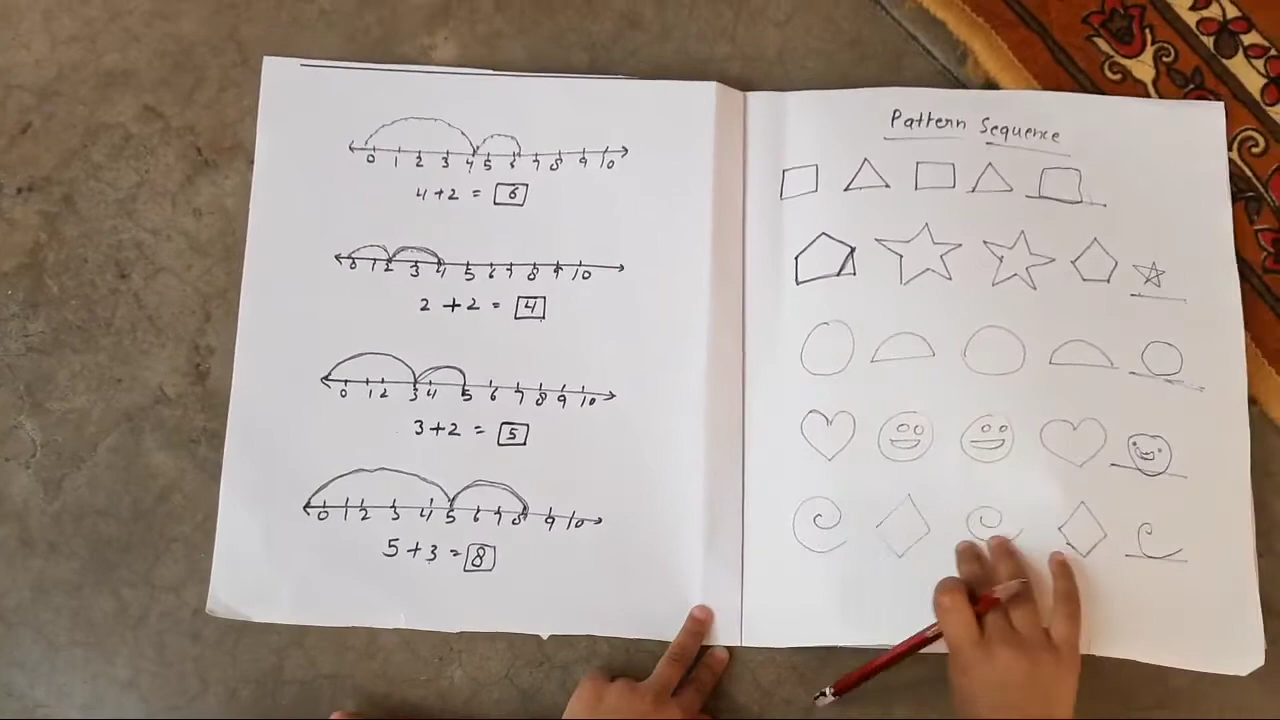 0 1 2 3 4 5 6 7 8 9 10
4+2 = 6
0 1 2 3 4 5 6 7 8 9 10
2 +2 = 4
0 1 2 3 4 5 6 7 8 9 10
3+2 = 5
0 1 2 3 4 5 6 7 8 9 10
5+3 = 8
Pattern Sequence